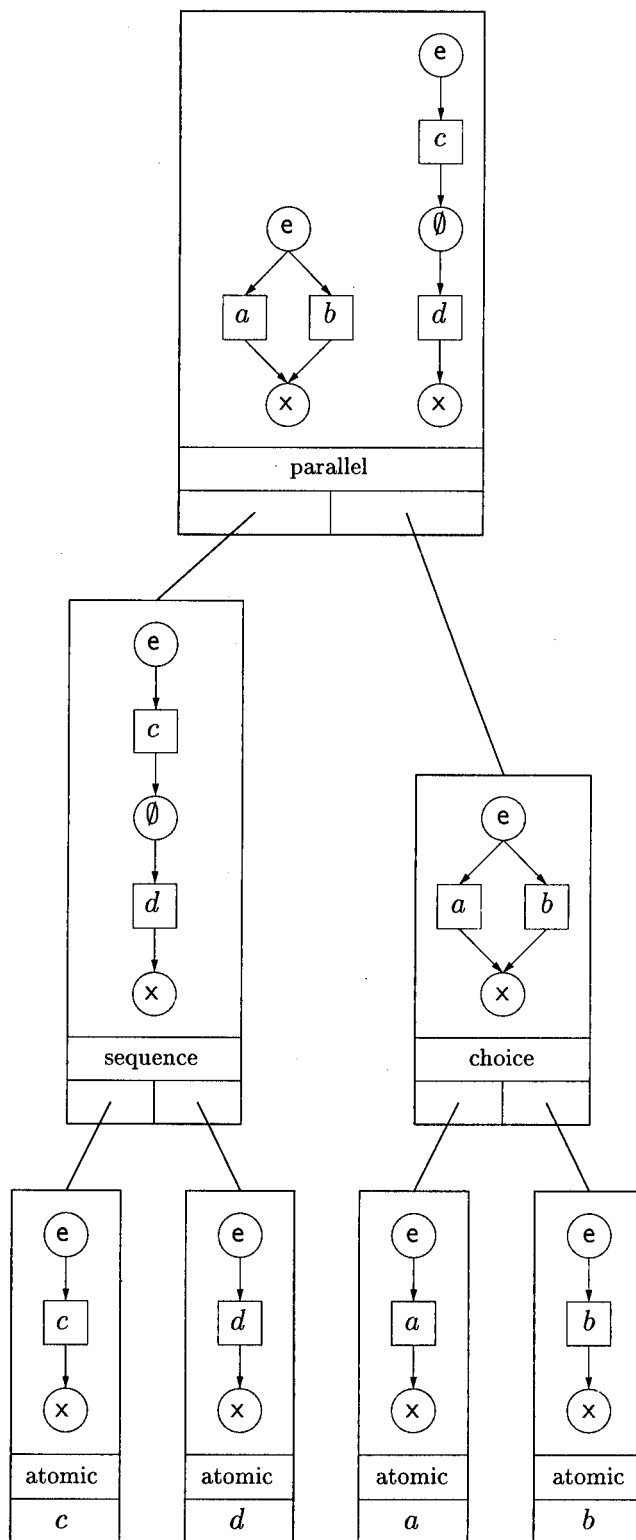 e
c
e ∅
a b d
x x
parallel
e
c
∅ e
d a b
x x
sequence choice
e e e e
c d a b
x x x x
atomic atomic atomic atomic
c d a b